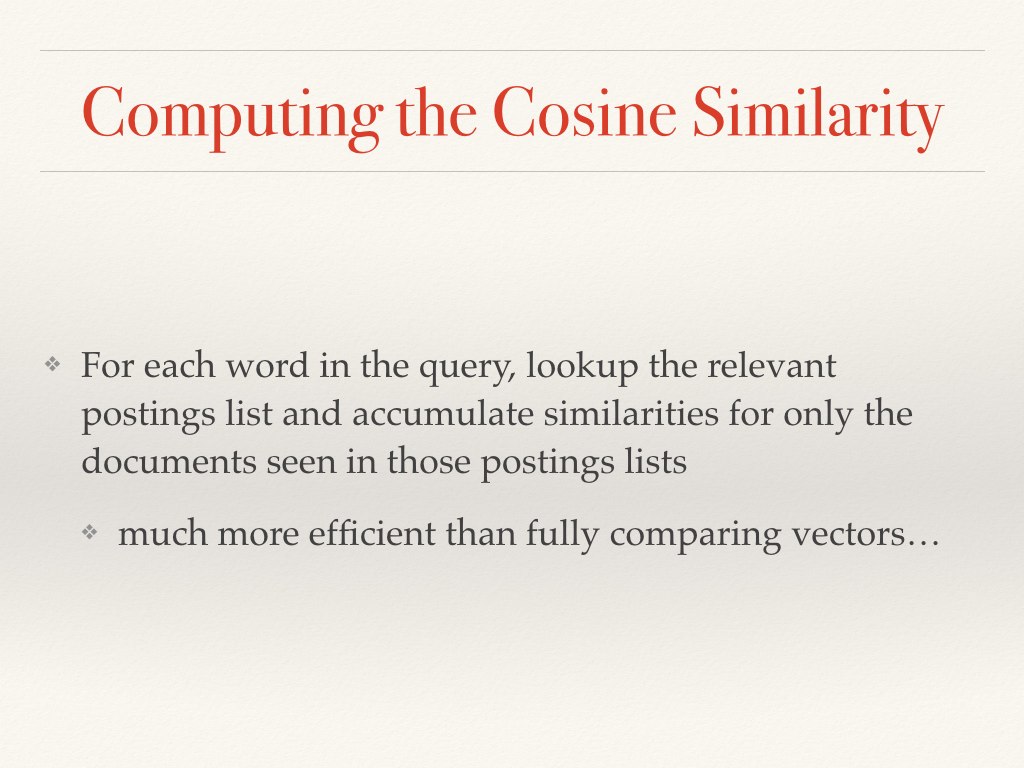 Computing the Cosine Similarity
❖ For each word in the query, lookup the relevant
postings list and accumulate similarities for only the
documents seen in those postings lists
❖ much more efficient than fully comparing vectors…